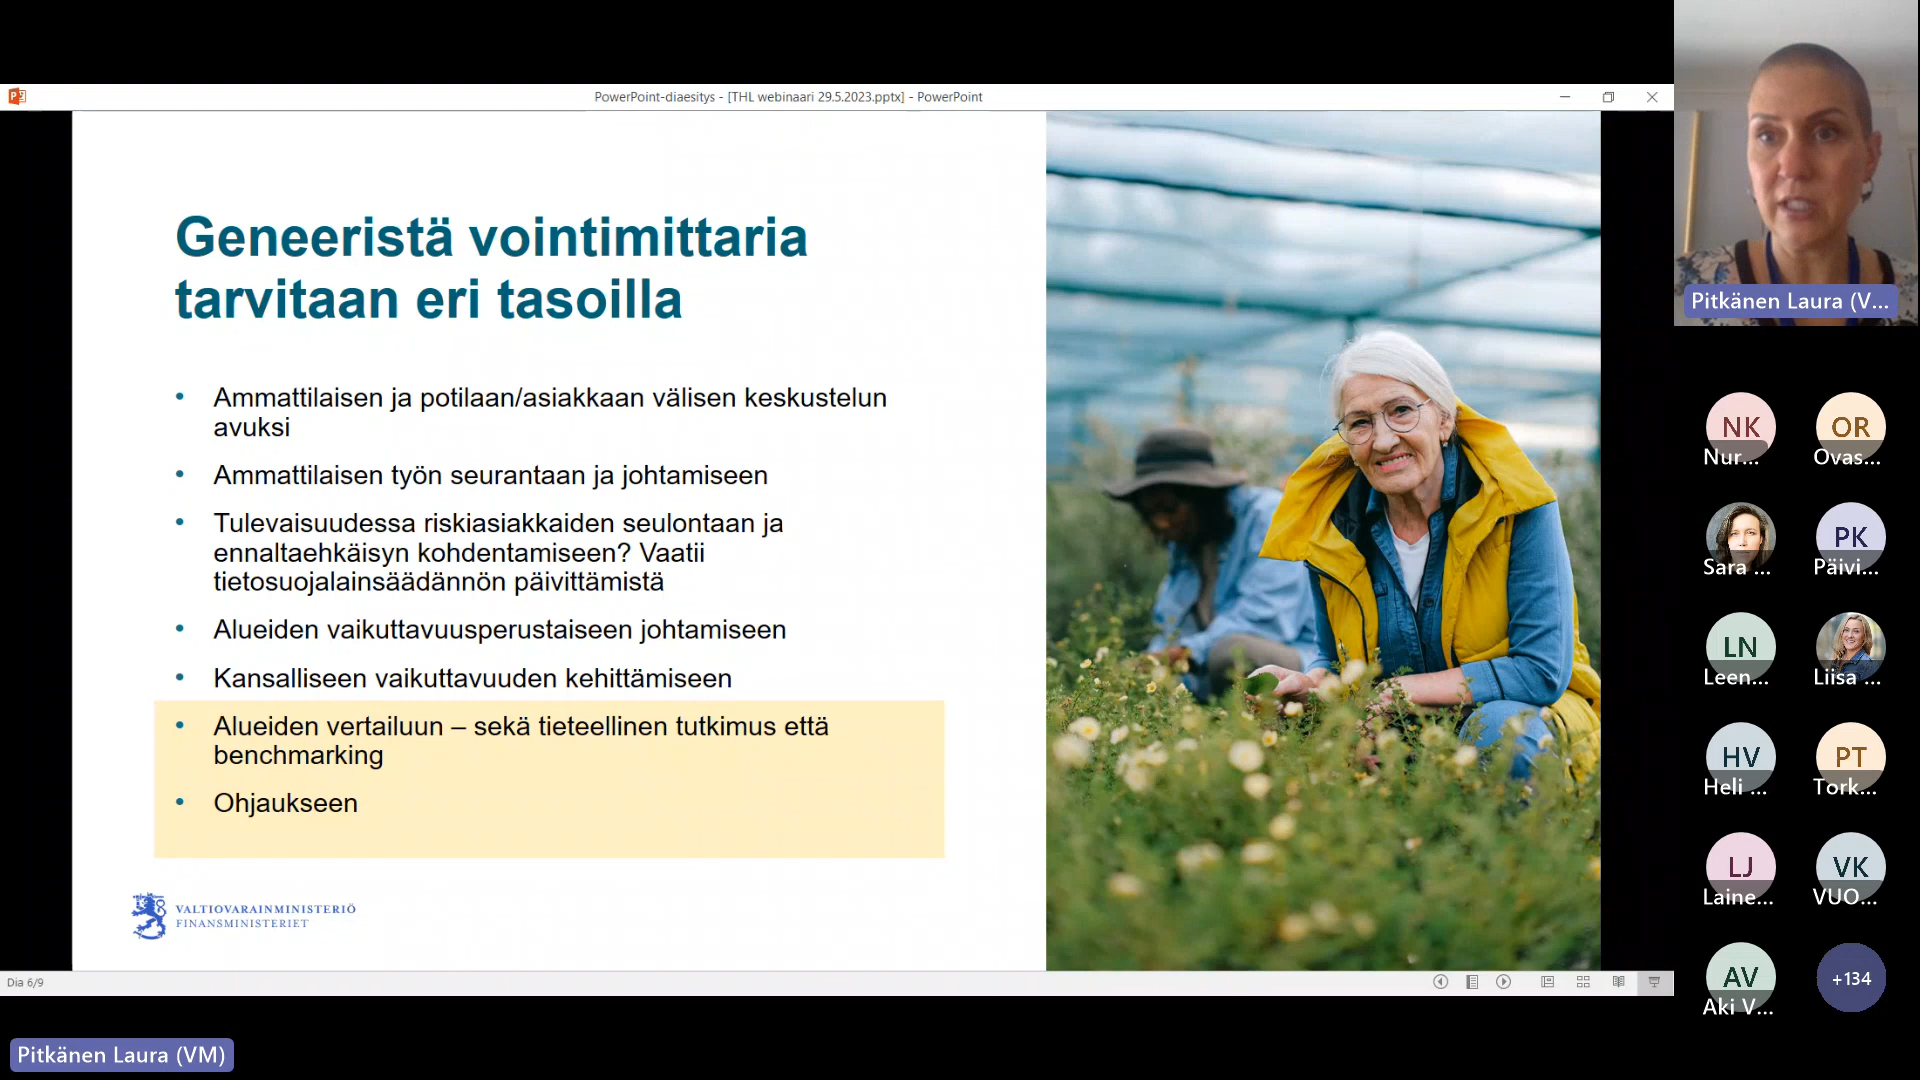 PowerPoint-diaesitys - [THL webinaari 29.5.2023.pptx] - PowerPoint
Geneeristä vointimittaria
tarvitaan eri tasoilla
• Ammattilaisen ja potilaan/asiakkaan välisen keskustelun
avuksi
• Ammattilaisen työn seurantaan ja johtamiseen
• Tulevaisuudessa riskiasiakkaiden seulontaan ja
ennaltaehkäisyn kohdentamiseen? Vaatii
tietosuojalainsäädännön päivittämistä
• Alueiden vaikuttavuusperustaiseen johtamiseen
• Kansalliseen vaikuttavuuden kehittämiseen
• Alueiden vertailuun – sekä tieteellinen tutkimus että
benchmarking
• Ohjaukseen
VALTIOVARAINMINISTERIÖ
FINANSMINISTERIET
Dia 6/9
Pitkänen Laura (VM)
Pitkänen Laura (V...
NK
Nur...
OR
Ovas...
Sara ...
PK
Päivi...
LN
Leen...
Liisa ...
HV
Heli ...
PT
Tork...
LJ
Laine...
VK
VUO...
AV
Aki V...
+134